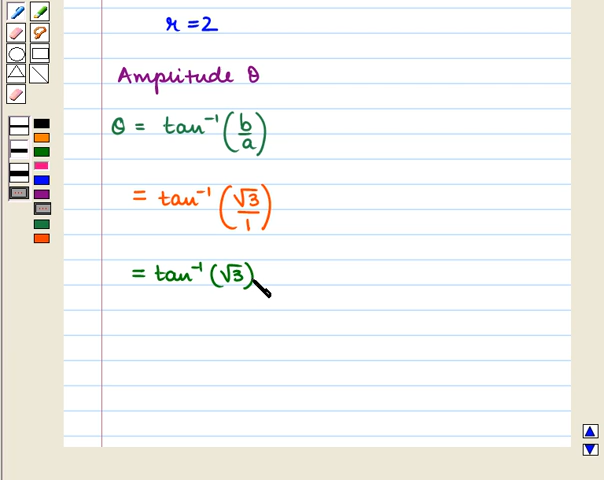 r = 2
Amplitude θ
θ = tan⁻¹ (b/a)
= tan⁻¹ (√3/1)
= tan⁻¹ (√3)